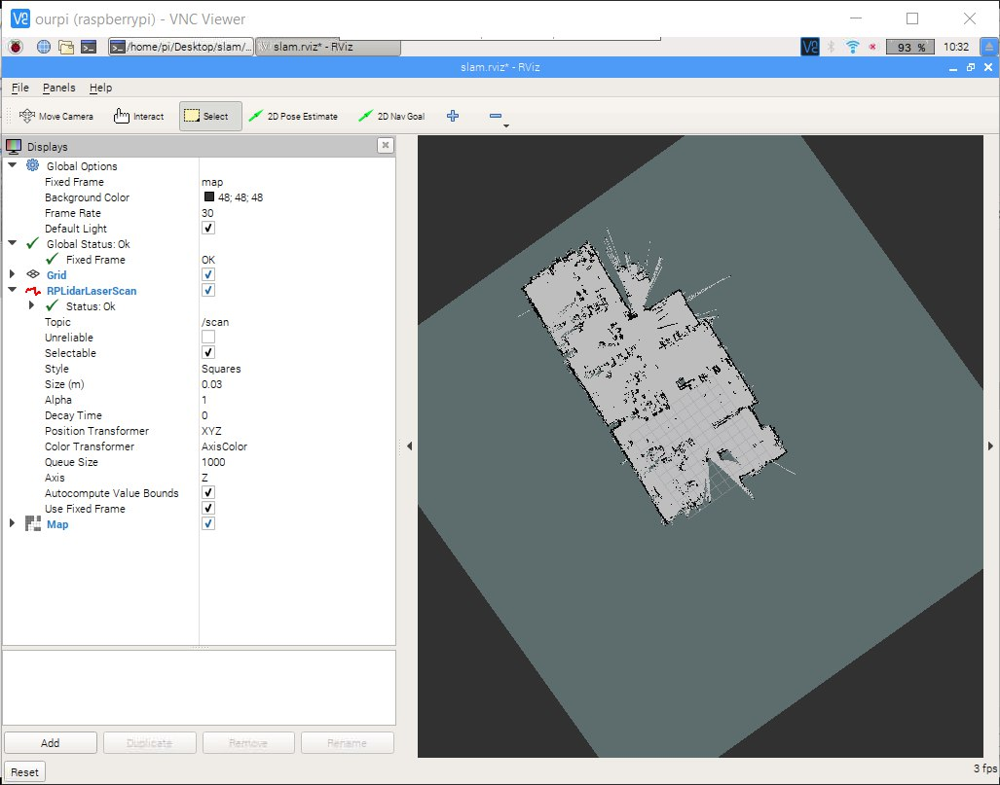 ourpi (raspberrypi) - VNC Viewer
/home/pi/Desktop/slam/... slam.rviz* - RViz 93 % 10:32
slam.rviz* - RViz
File Panels Help
Move Camera Interact Select 2D Pose Estimate 2D Nav Goal
Displays
Global Options
Fixed Frame map
Background Color 48; 48; 48
Frame Rate 30
Default Light
Global Status: Ok
Fixed Frame OK
Grid
RPLidarLaserScan
Status: Ok
Topic /scan
Unreliable
Selectable
Style Squares
Size (m) 0.03
Alpha 1
Decay Time 0
Position Transformer XYZ
Color Transformer AxisColor
Queue Size 1000
Axis Z
Autocompute Value Bounds
Use Fixed Frame
Map
Add Duplicate Remove Rename
Reset 3 fps